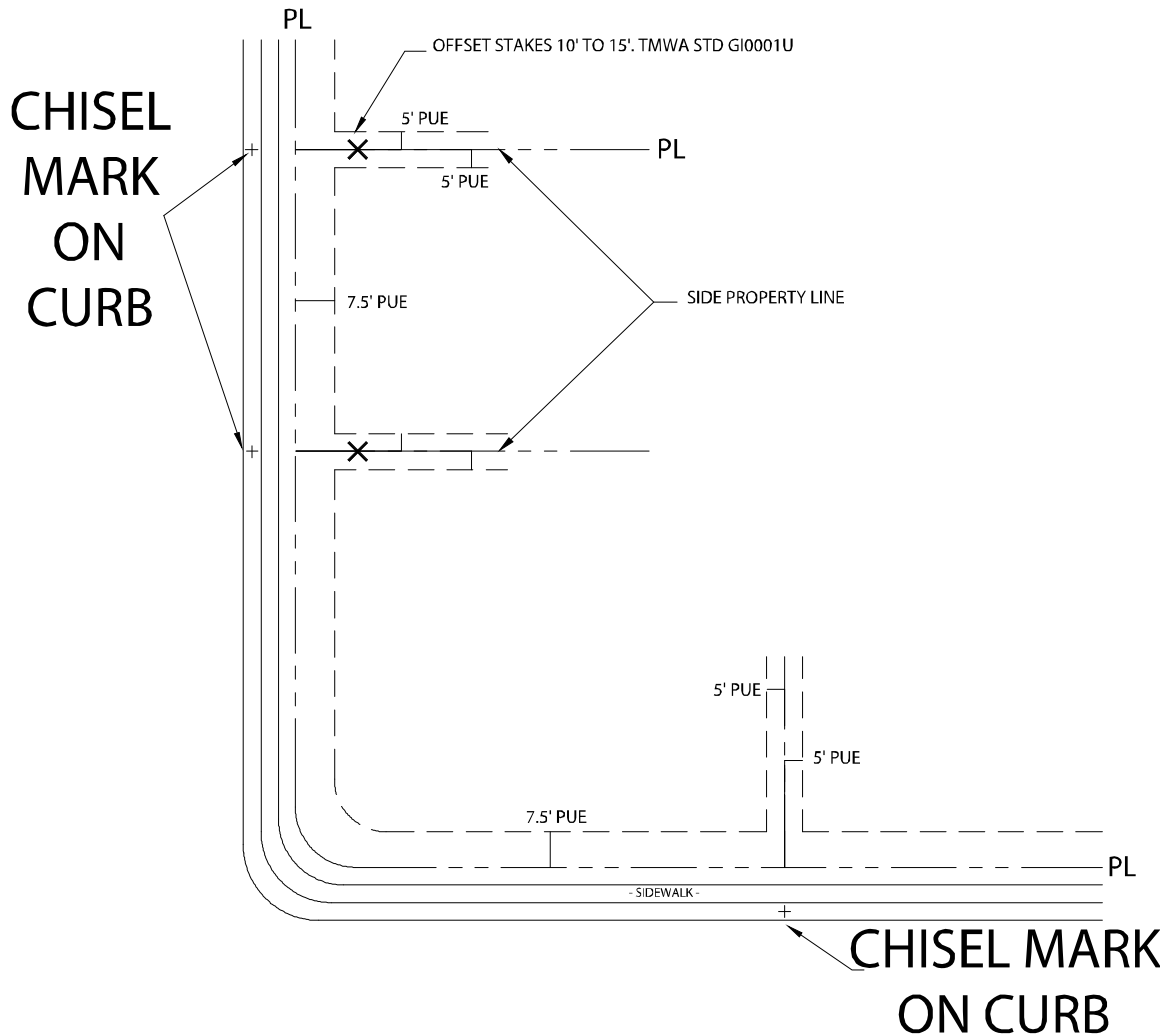 PL
OFFSET STAKES 10' TO 15'. TMWA STD GI0001U
CHISEL
MARK
ON
CURB
5' PUE
PL
5' PUE
7.5' PUE
SIDE PROPERTY LINE
5' PUE
5' PUE
7.5' PUE
PL
- SIDEWALK -
CHISEL MARK
ON CURB